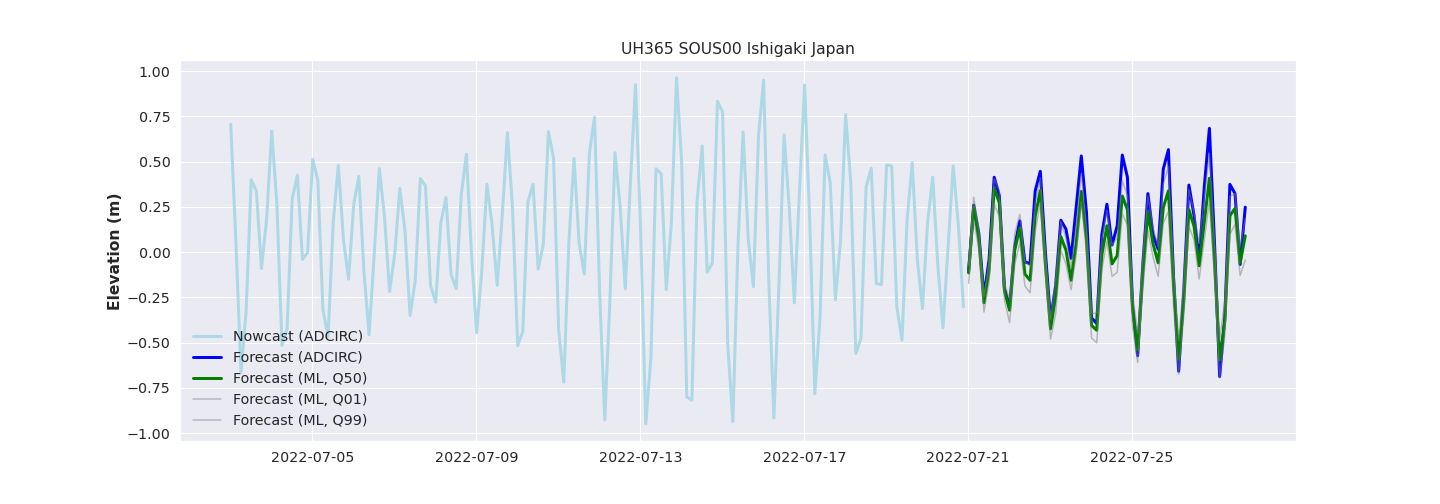 UH365 SOUS00 Ishigaki Japan
Elevation (m)
1.00
0.75
0.50
0.25
0.00
−0.25
−0.50
−0.75
−1.00
Nowcast (ADCIRC)
Forecast (ADCIRC)
Forecast (ML, Q50)
Forecast (ML, Q01)
Forecast (ML, Q99)
2022-07-05 2022-07-09 2022-07-13 2022-07-17 2022-07-21 2022-07-25